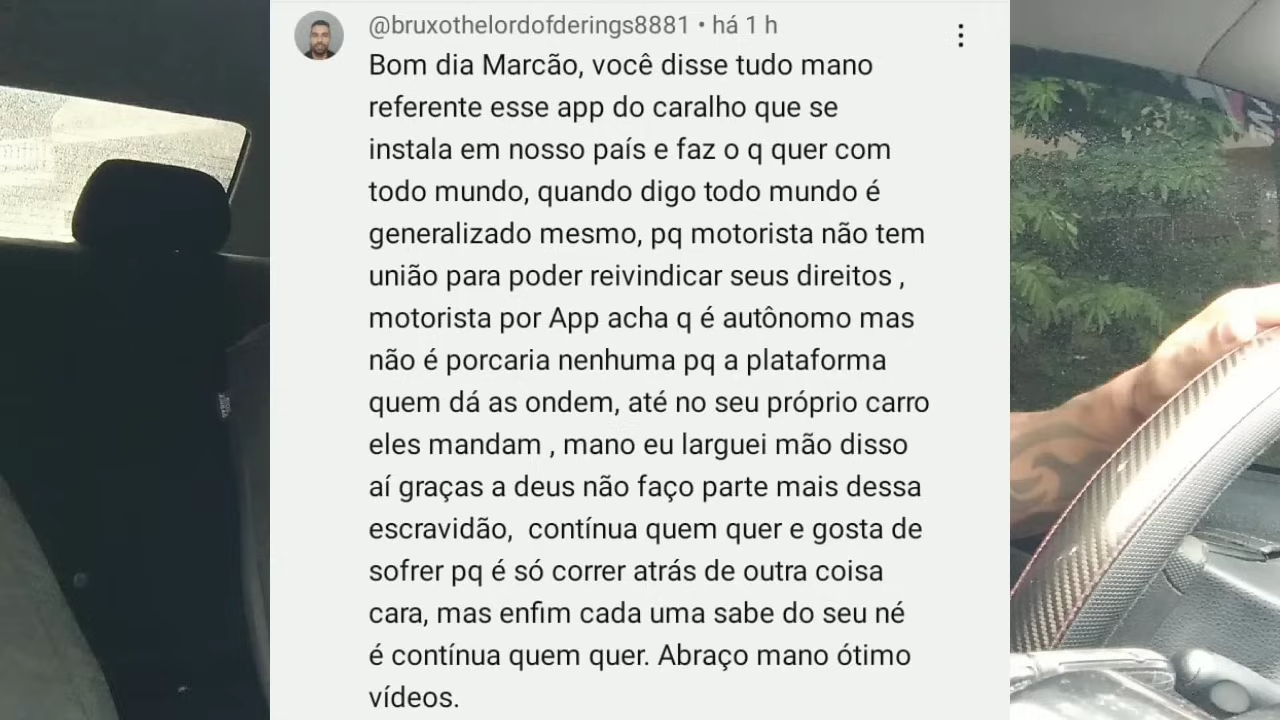 @bruxothelordofderings8881 • há 1 h
Bom dia Marcão, você disse tudo mano
referente esse app do caralho que se
instala em nosso país e faz o q quer com
todo mundo, quando digo todo mundo é
generalizado mesmo, pq motorista não tem
união para poder reivindicar seus direitos ,
motorista por App acha q é autônomo mas
não é porcaria nenhuma pq a plataforma
quem dá as ondem, até no seu próprio carro
eles mandam , mano eu larguei mão disso
aí graças a deus não faço parte mais dessa
escravidão,  contínua quem quer e gosta de
sofrer pq é só correr atrás de outra coisa
cara, mas enfim cada uma sabe do seu né
é contínua quem quer. Abraço mano ótimo
vídeos.